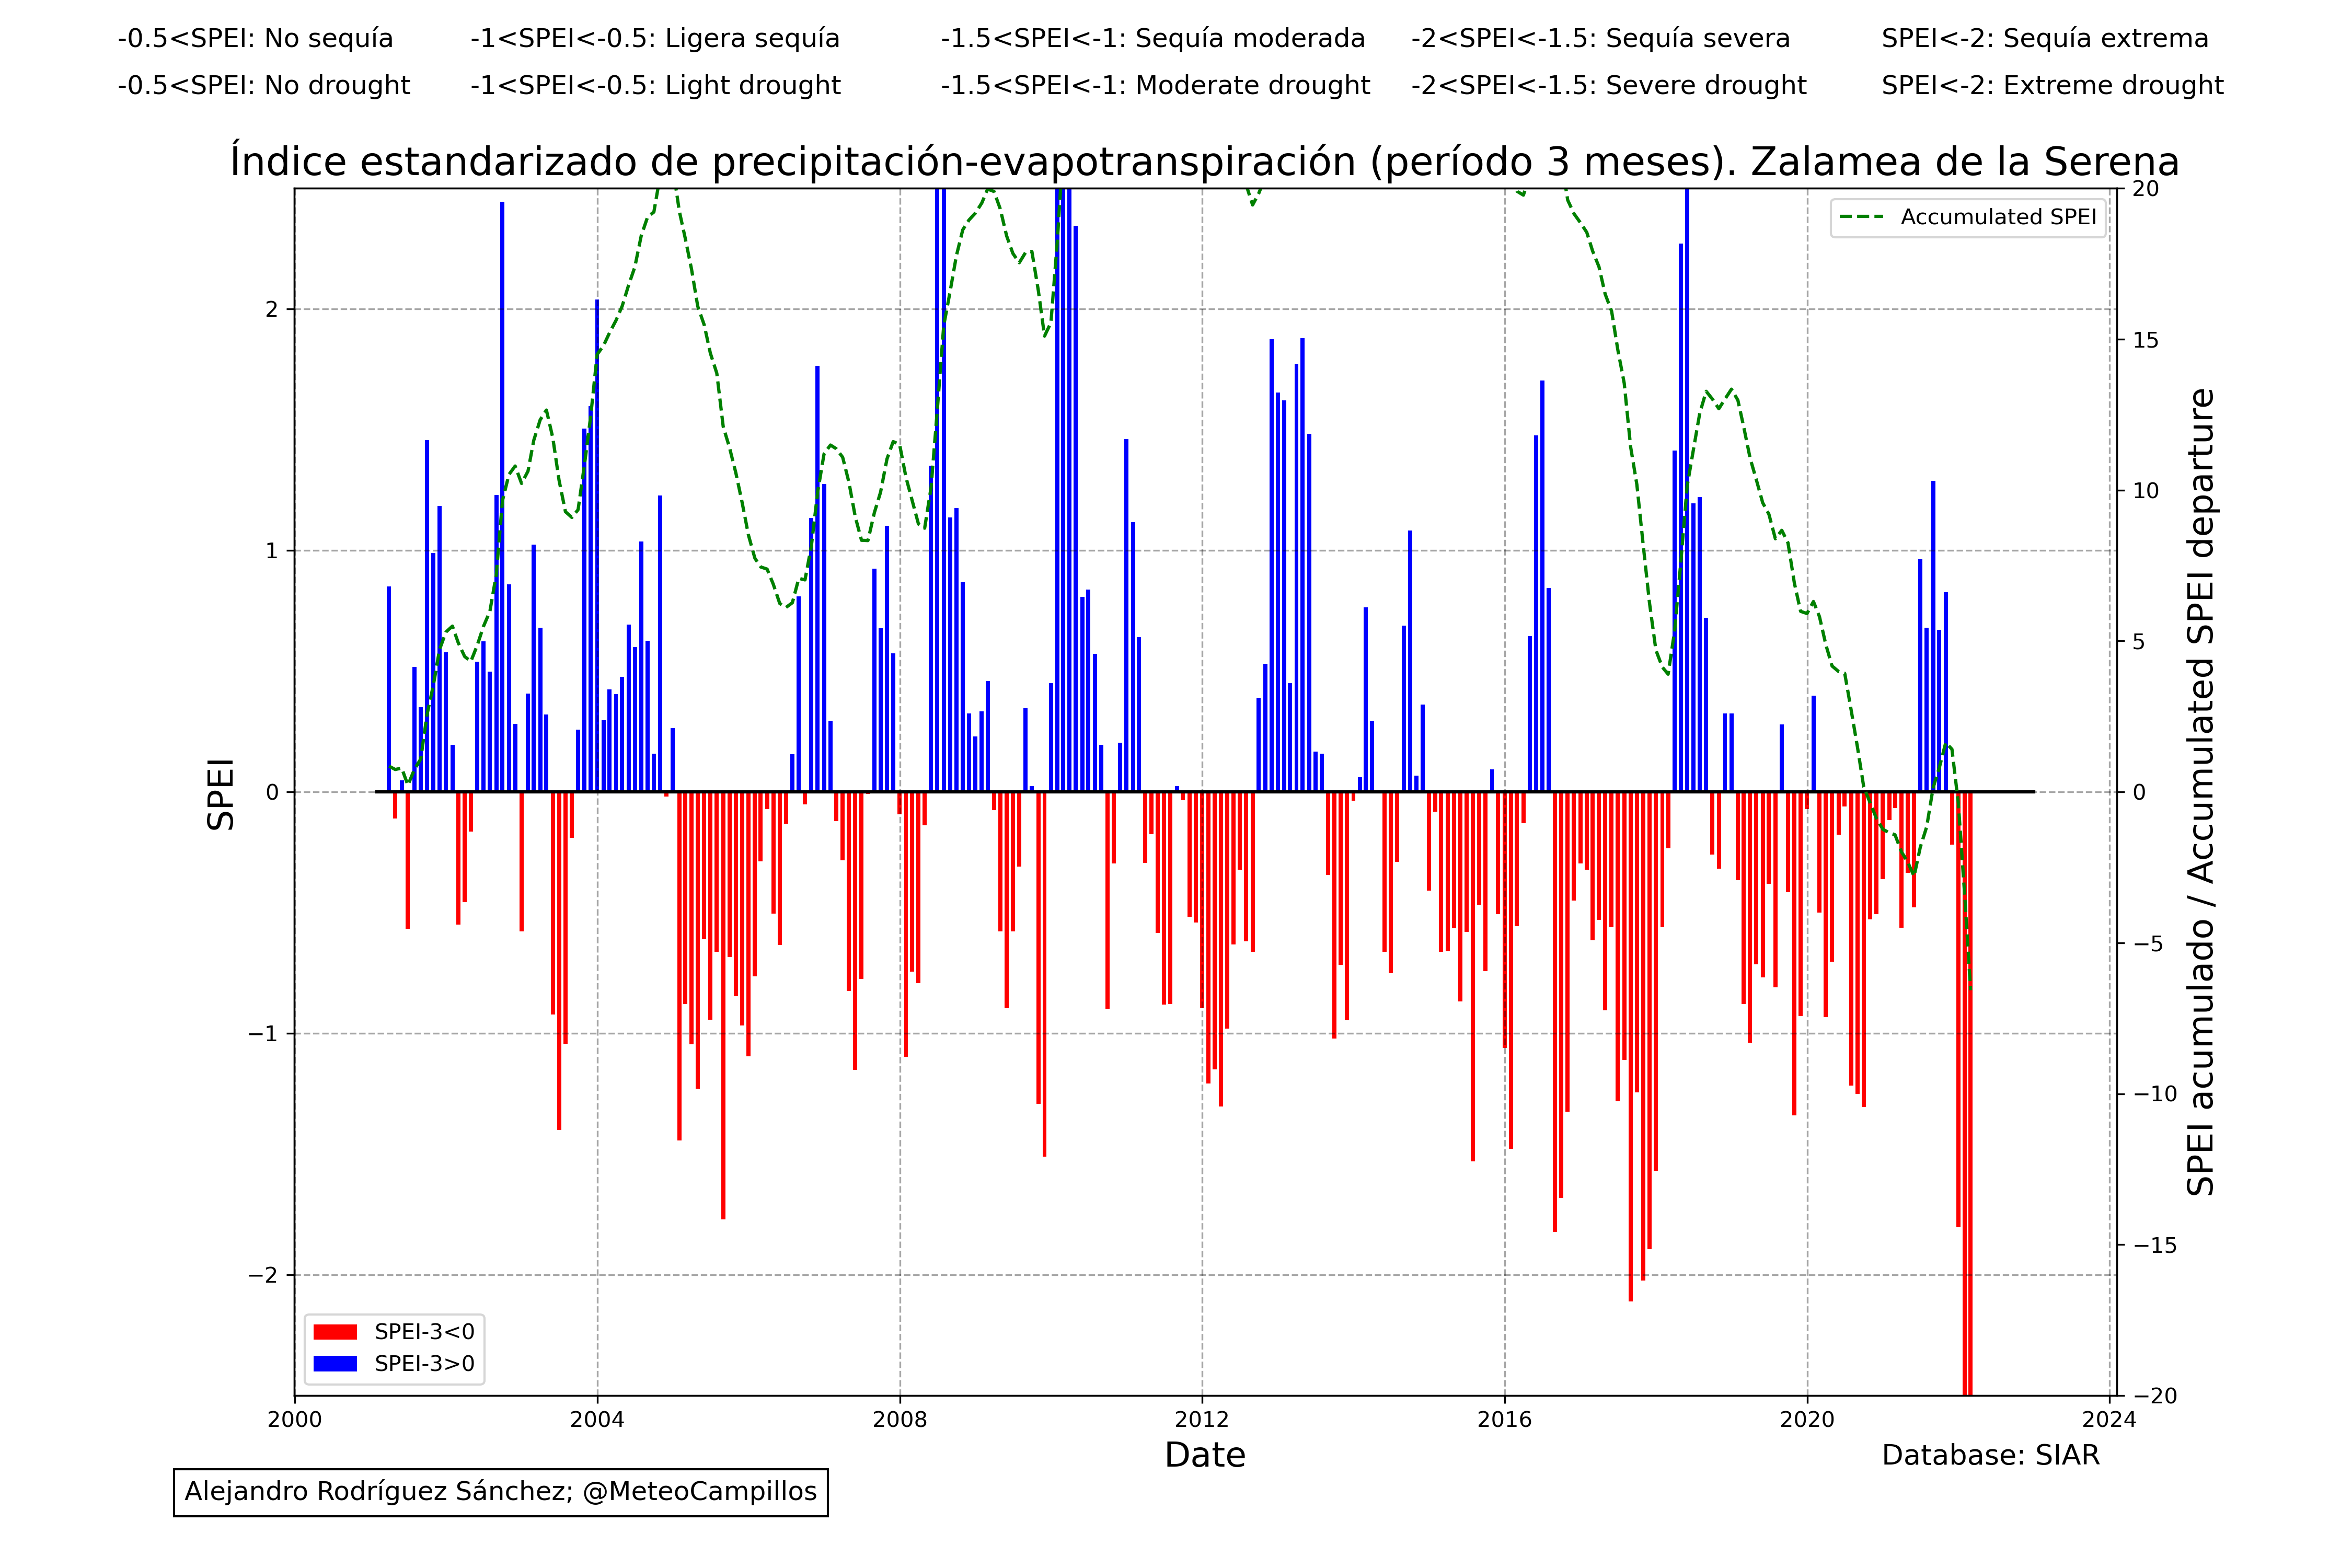 -0.5<SPEI: No sequía -1<SPEI<-0.5: Ligera sequía -1.5<SPEI<-1: Sequía moderada -2<SPEI<-1.5: Sequía severa SPEI<-2: Sequía extrema
-0.5<SPEI: No drought -1<SPEI<-0.5: Light drought -1.5<SPEI<-1: Moderate drought -2<SPEI<-1.5: Severe drought SPEI<-2: Extreme drought
Índice estandarizado de precipitación-evapotranspiración (período 3 meses). Zalamea de la Serena
Accumulated SPEI
SPEI
2
1
0
−1
−2
20
15
10
5
0
−5
−10
−15
−20
SPEI acumulado / Accumulated SPEI departure
SPEI-3<0
SPEI-3>0
2000 2004 2008 2012 2016 2020 2024
Date
Database: SIAR
Alejandro Rodríguez Sánchez; @MeteoCampillos